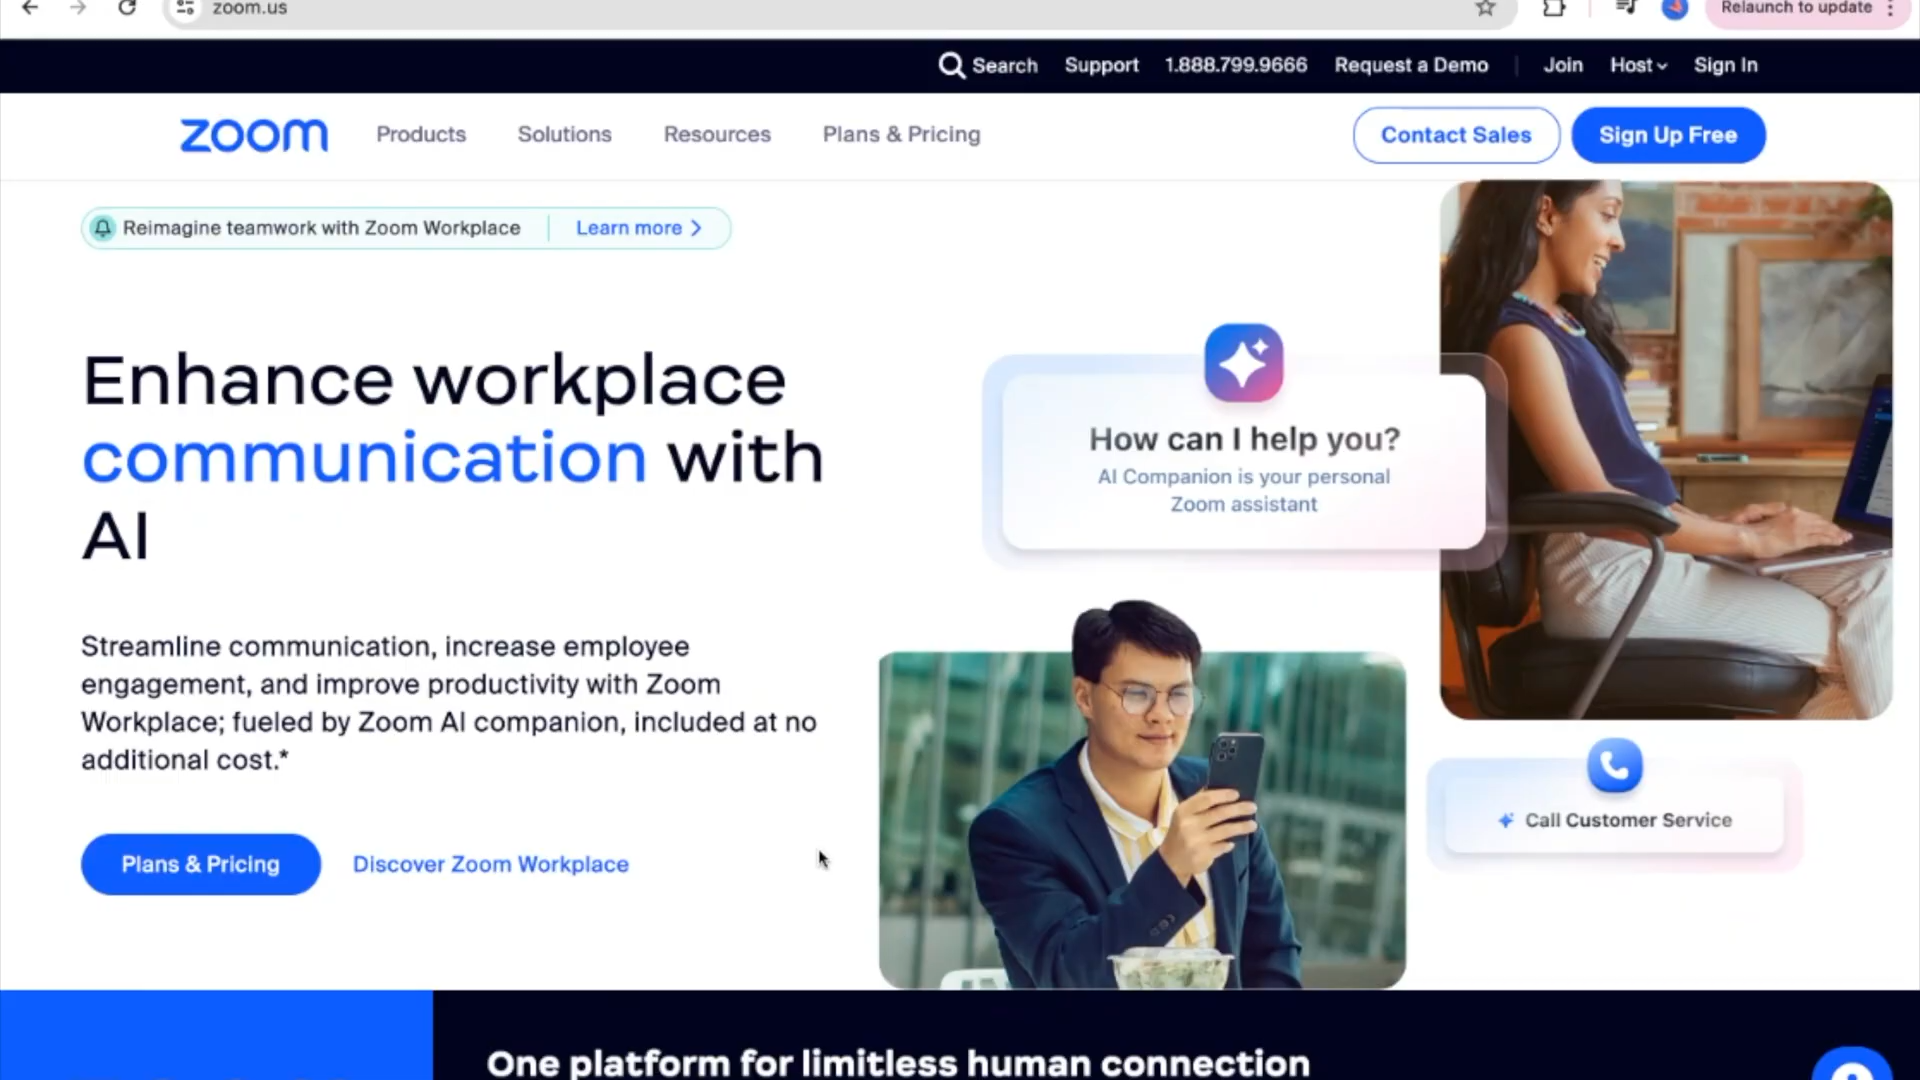 zoom.us
Relaunch to update
Search Support 1.888.799.9666 Request a Demo Join Host Sign In
zoom Products Solutions Resources Plans & Pricing Contact Sales Sign Up Free
Reimagine teamwork with Zoom Workplace Learn more
Enhance workplace
communication with
AI
Streamline communication, increase employee
engagement, and improve productivity with Zoom
Workplace; fueled by Zoom AI companion, included at no
additional cost.*
Plans & Pricing Discover Zoom Workplace
How can I help you?
AI Companion is your personal
Zoom assistant
Call Customer Service
One platform for limitless human connection